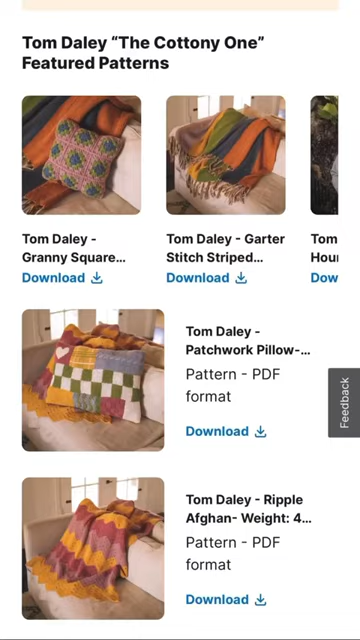 Tom Daley “The Cottony One”
Featured Patterns
Tom Daley -
Granny Square...
Download
Tom Daley - Garter
Stitch Striped...
Download
Tom
Hour
Dow
Tom Daley -
Patchwork Pillow-...
Pattern - PDF
format
Download
Feedback
Tom Daley - Ripple
Afghan- Weight: 4...
Pattern - PDF
format
Download